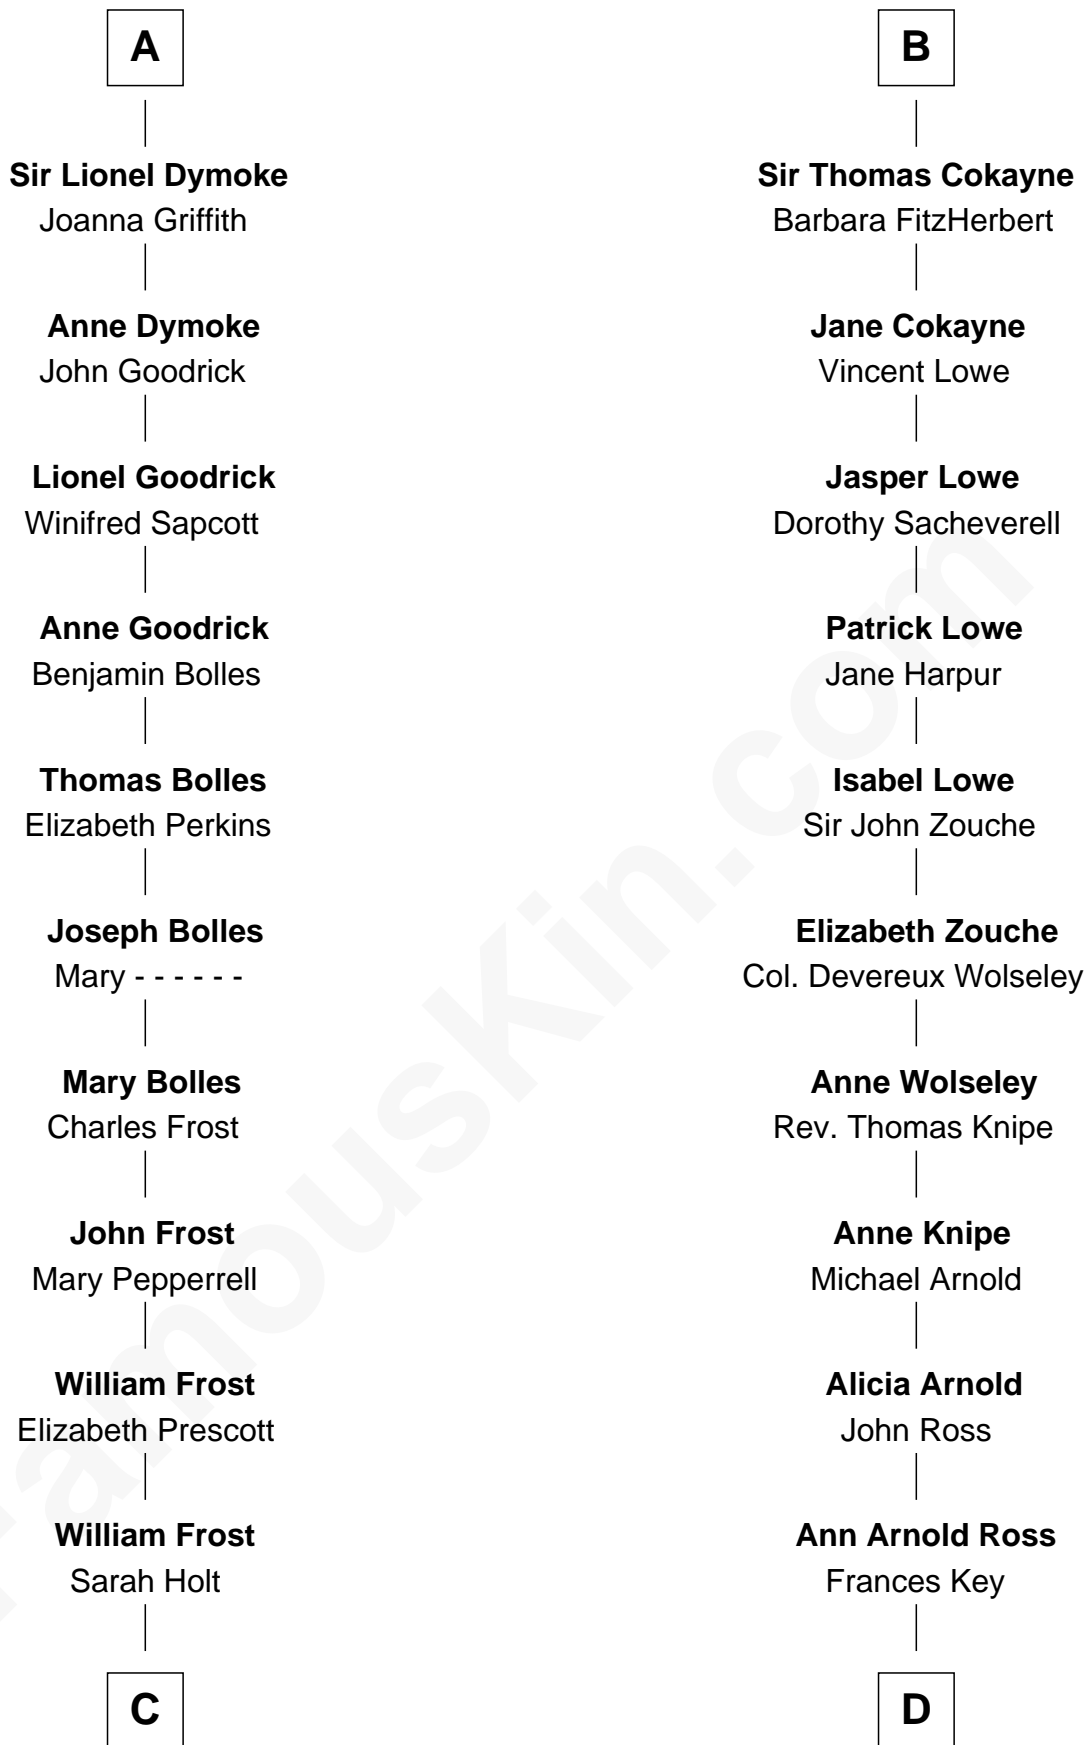 A
Sir Lionel Dymoke
Joanna Griffith
Anne Dymoke
John Goodrick
Lionel Goodrick
Winifred Sapcott
Anne Goodrick
Benjamin Bolles
Thomas Bolles
Elizabeth Perkins
Joseph Bolles
Mary - - - - - -
Mary Bolles
Charles Frost
John Frost
Mary Pepperrell
William Frost
Elizabeth Prescott
William Frost
Sarah Holt
C
B
Sir Thomas Cokayne
Barbara FitzHerbert
Jane Cokayne
Vincent Lowe
Jasper Lowe
Dorothy Sacheverell
Patrick Lowe
Jane Harpur
Isabel Lowe
Sir John Zouche
Elizabeth Zouche
Col. Devereux Wolseley
Anne Wolseley
Rev. Thomas Knipe
Anne Knipe
Michael Arnold
Alicia Arnold
John Ross
Ann Arnold Ross
Frances Key
D
FamousKin.com